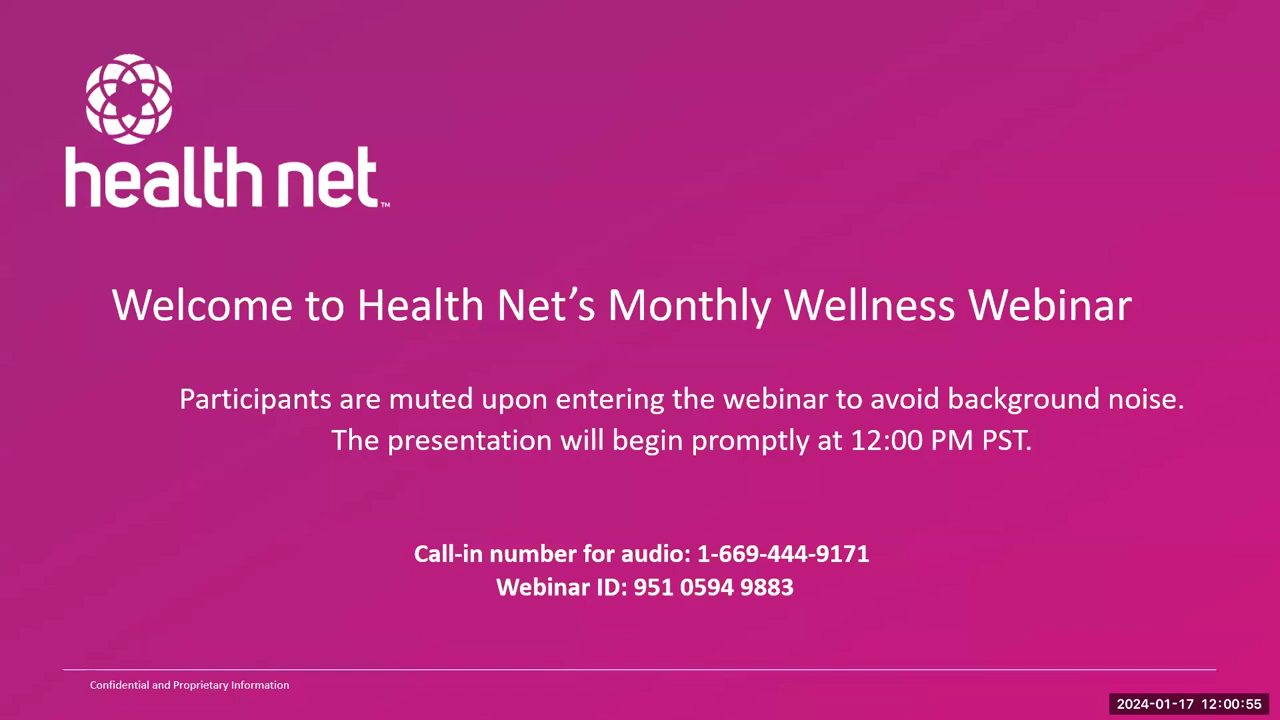 health net™
Welcome to Health Net’s Monthly Wellness Webinar
Participants are muted upon entering the webinar to avoid background noise.
The presentation will begin promptly at 12:00 PM PST.
Call-in number for audio: 1-669-444-9171
Webinar ID: 951 0594 9883
Confidential and Proprietary Information
2024-01-17 12:00:55